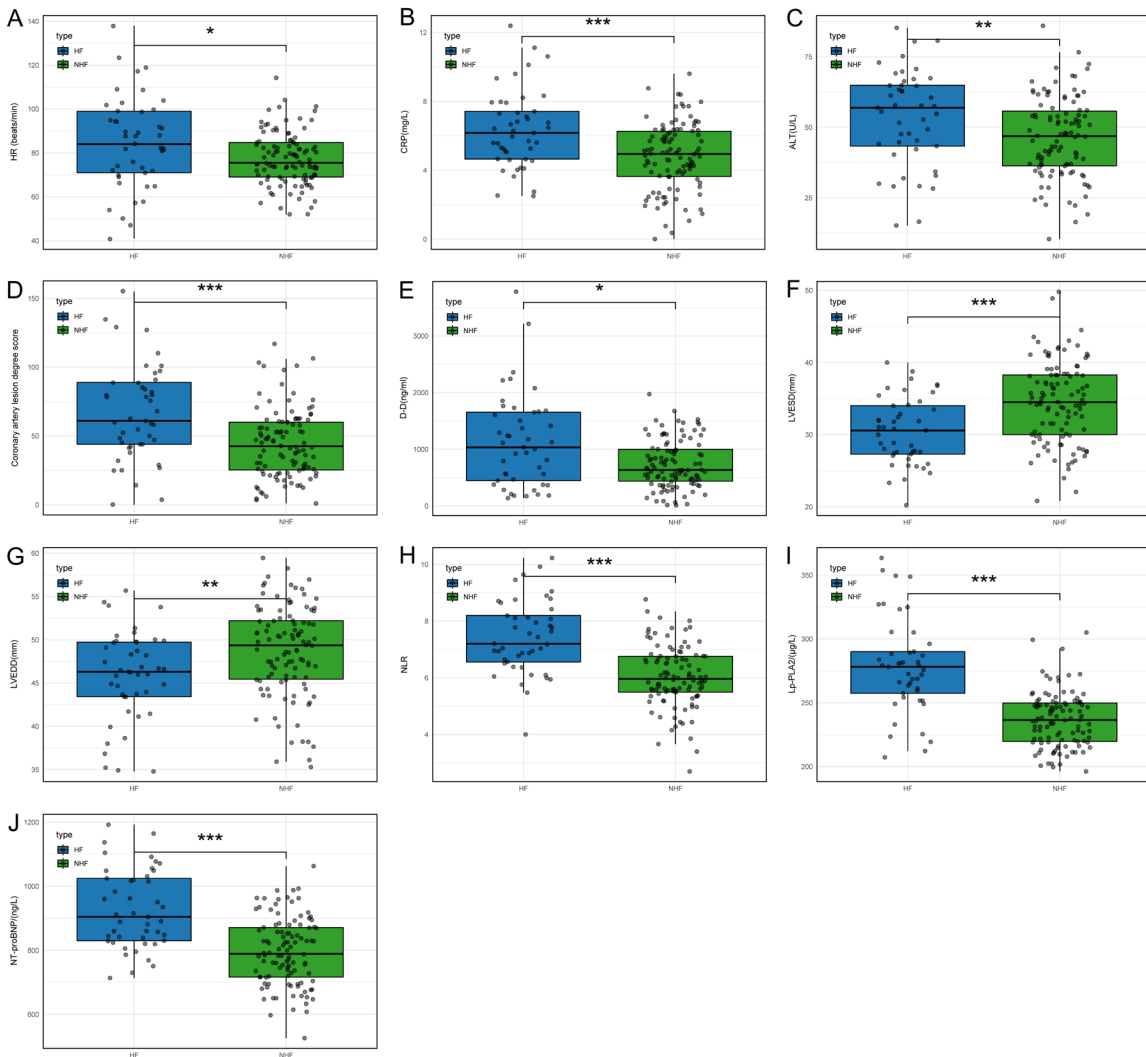 A
HR (beats/min)
140
120
100
80
60
40
type
HF
NHF
*
HF
NHF
B
CRP(mg/L)
12
8
4
0
type
HF
NHF
***
HF
NHF
C
ALT(U/L)
75
50
25
type
HF
NHF
**
HF
NHF
D
Coronary artery lesion degree score
150
100
50
0
type
HF
NHF
***
HF
NHF
E
D-D(ng/ml)
3000
2000
1000
0
type
HF
NHF
*
HF
NHF
F
LVESD(mm)
50
40
30
20
type
HF
NHF
***
HF
NHF
G
LVEDD(mm)
60
55
50
45
40
35
type
HF
NHF
**
HF
NHF
H
NLR
10
8
6
4
type
HF
NHF
***
HF
NHF
I
Lp-PLA2/(μg/L)
350
300
250
200
type
HF
NHF
***
HF
NHF
J
NT-proBNP/(ng/L)
1200
1000
800
600
type
HF
NHF
***
HF
NHF